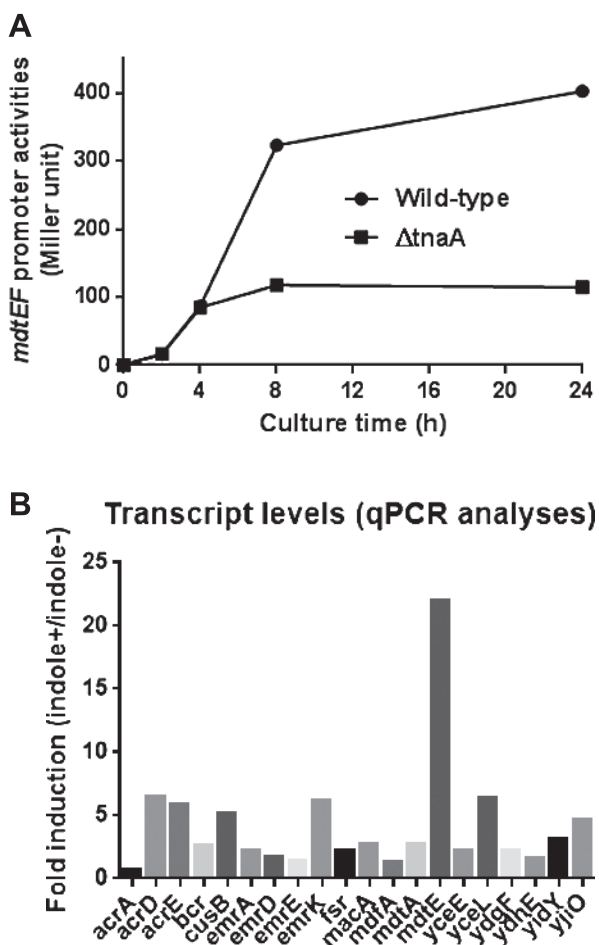 A
mdtEF promoter activities
(Miller unit)
400
300
200
100
0
Wild-type
ΔtnaA
0 4 8 12 16 20 24
Culture time (h)
B
Transcript levels (qPCR analyses)
Fold induction (indole+/indole-)
25
20
15
10
5
0
acrA acrD acrE bcr cusB emrA emrD emrE emrK fsr macA mdfA mdtA mdtE yceE yceL ydgF ydhE yidY yjiO